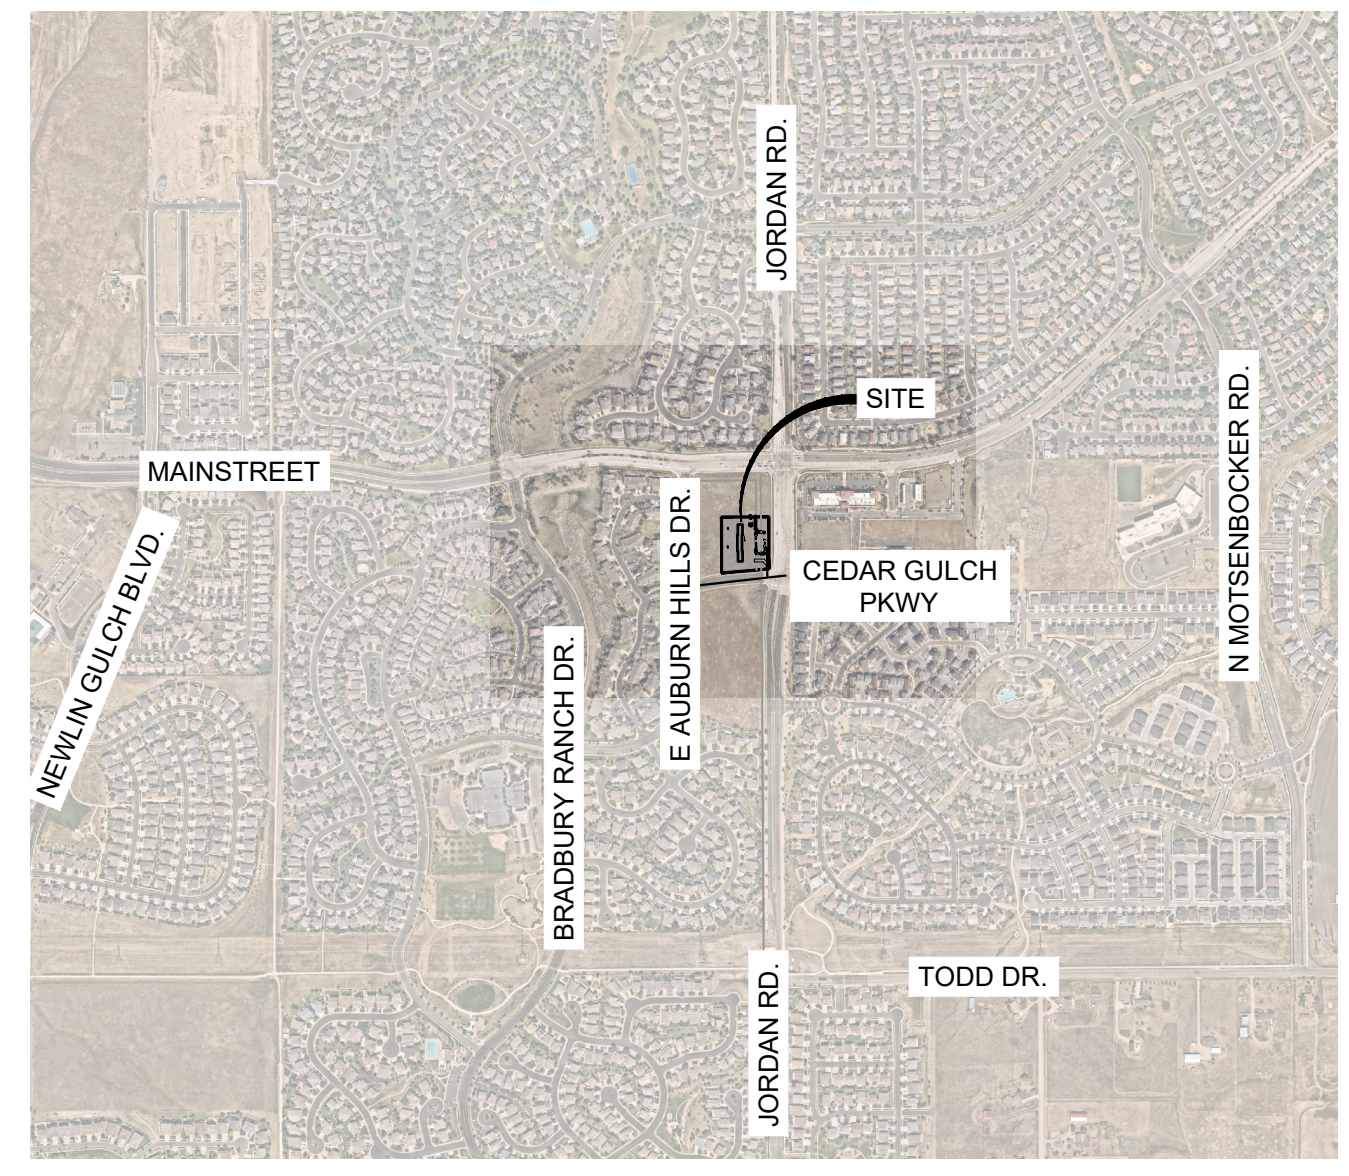 JORDAN RD.
SITE
MAINSTREET
N MOTSENBOCKER RD.
E AUBURN HILLS DR.
CEDAR GULCH
PKWY
NEWLIN GULCH BLVD.
BRADBURY RANCH DR.
TODD DR.
JORDAN RD.